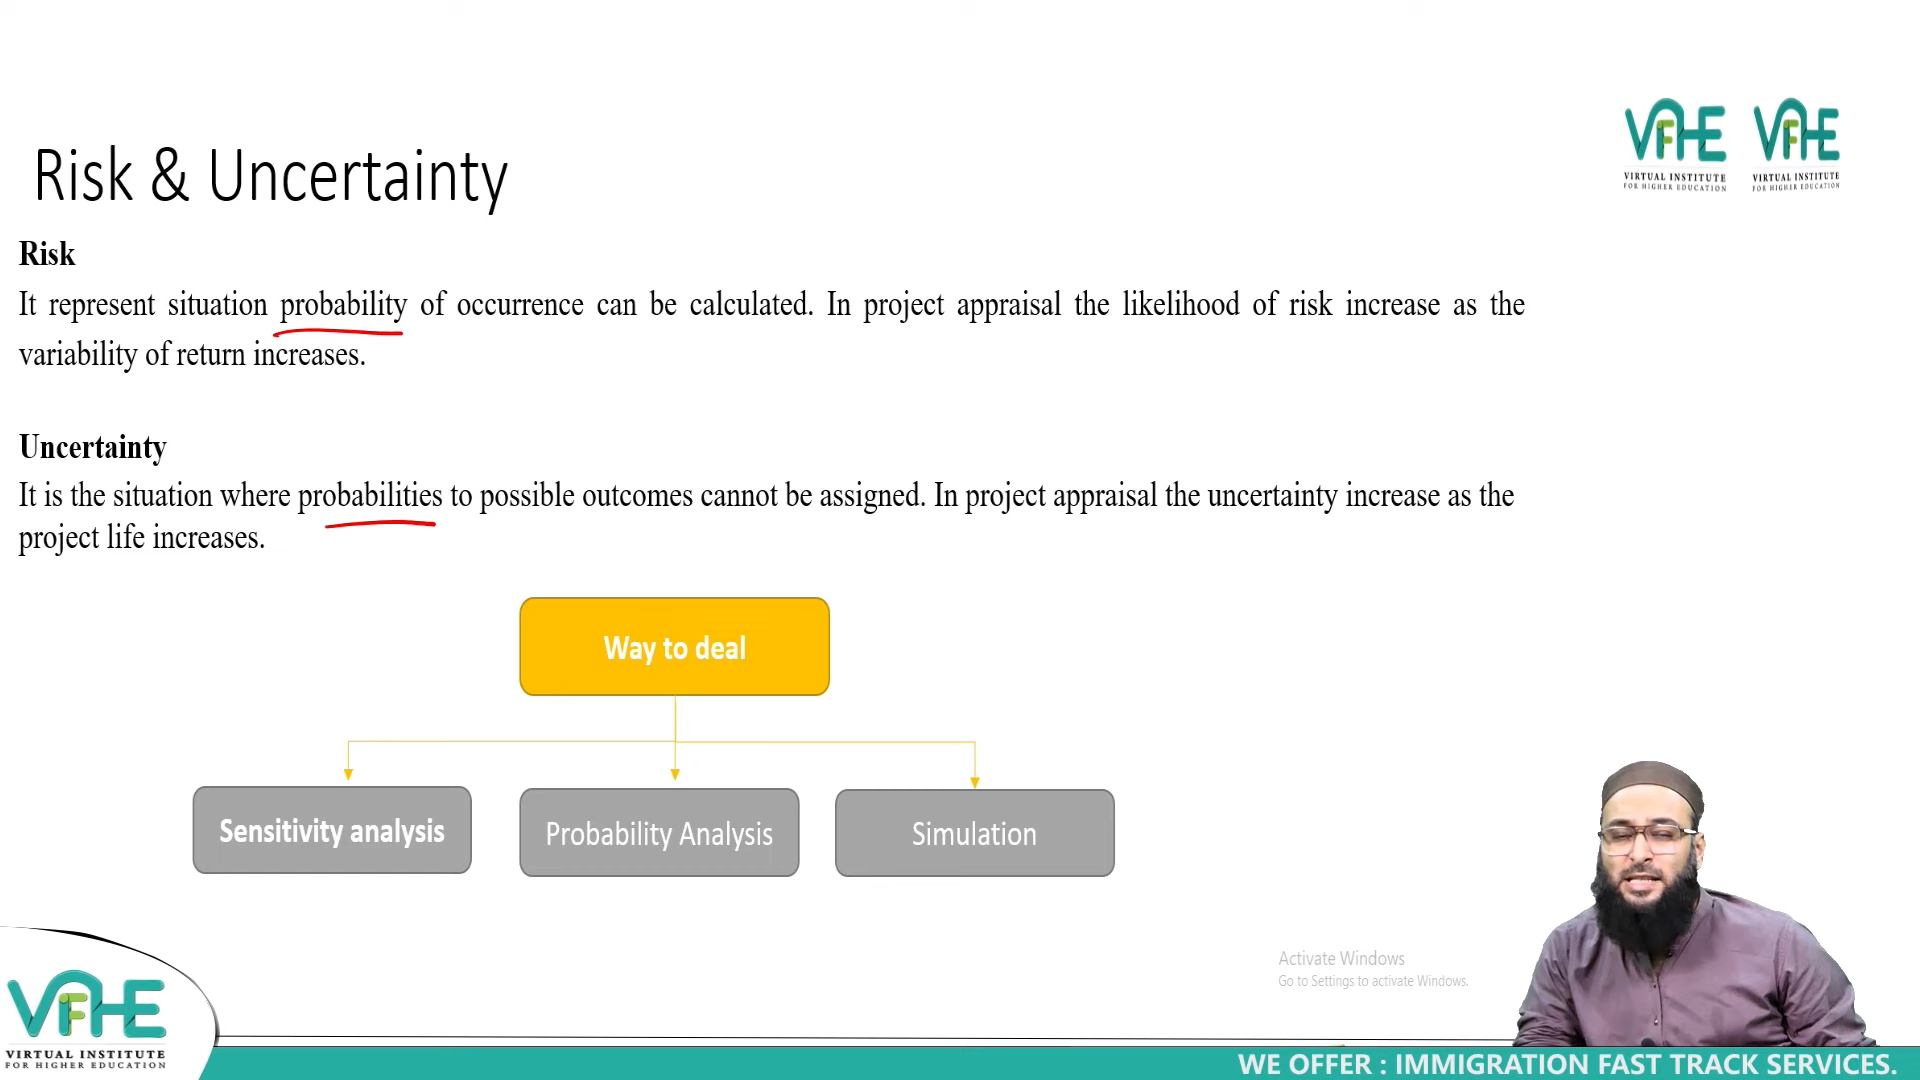 VFHE VFHE
VIRTUAL INSTITUTE VIRTUAL INSTITUTE
FOR HIGHER EDUCATION FOR HIGHER EDUCATION
Risk & Uncertainty
Risk
It represent situation probability of occurrence can be calculated. In project appraisal the likelihood of risk increase as the
variability of return increases.
Uncertainty
It is the situation where probabilities to possible outcomes cannot be assigned. In project appraisal the uncertainty increase as the
project life increases.
Way to deal
Sensitivity analysis Probability Analysis Simulation
Activate Windows
Go to Settings to activate Windows.
VFHE
VIRTUAL INSTITUTE
FOR HIGHER EDUCATION
WE OFFER : IMMIGRATION FAST TRACK SERVICES.